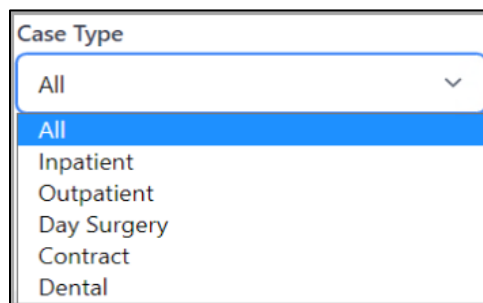 Case Type
All
All
Inpatient
Outpatient
Day Surgery
Contract
Dental